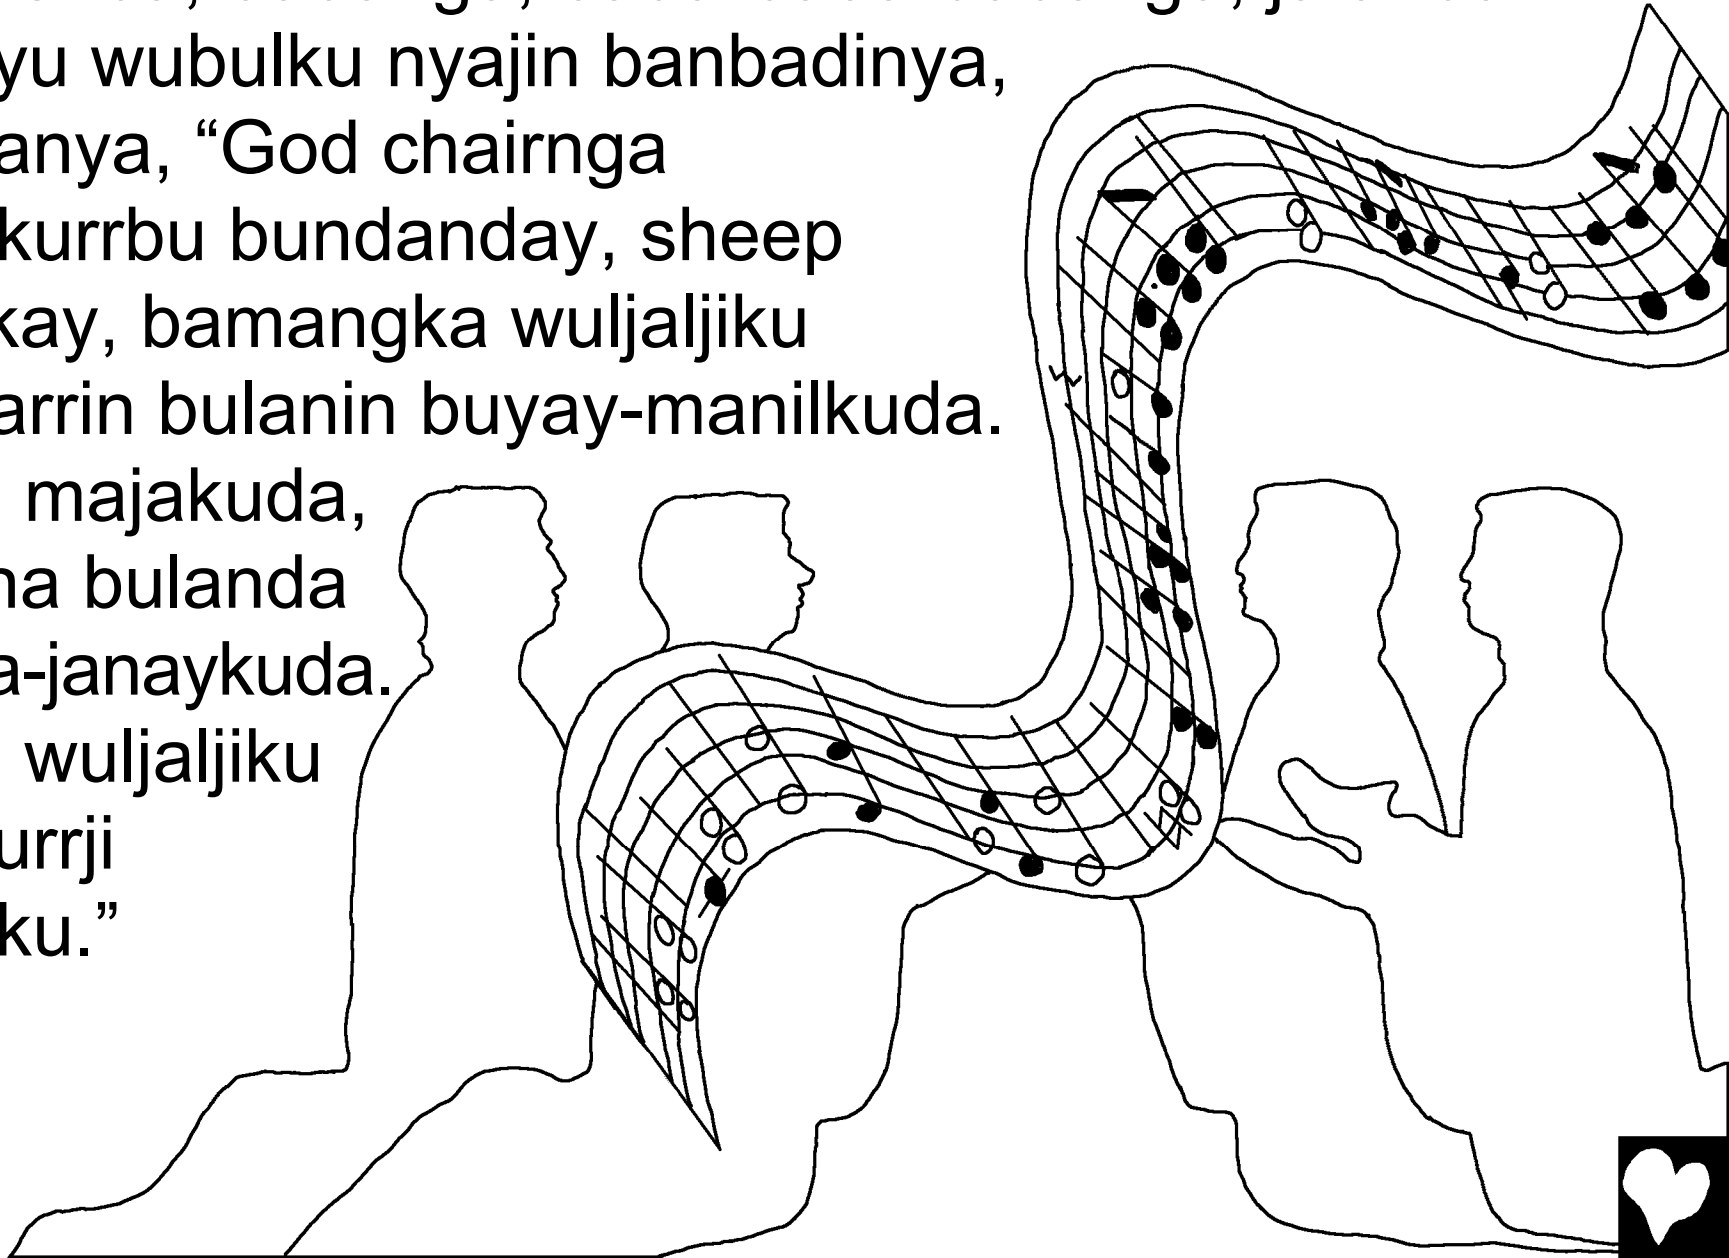 yu wubulku nyajin banbadinya,
anya, “God chairnga
kurrbu bundanday, sheep
kay, bamangka wuljaljiku
arrin bulanin buyay-manilkuda.
majakuda,
na bulanda
a-janaykuda.
wuljaljiku
urrji
ku.”